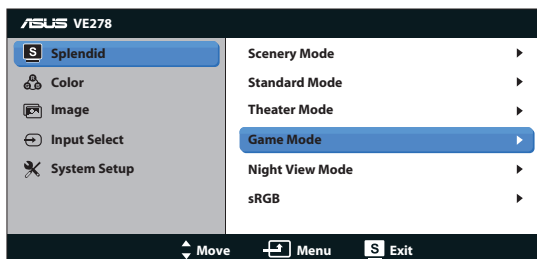 ASUS VE278
S Splendid
Color
Image
Input Select
System Setup
Scenery Mode
Standard Mode
Theater Mode
Game Mode
Night View Mode
sRGB
Move Menu S Exit